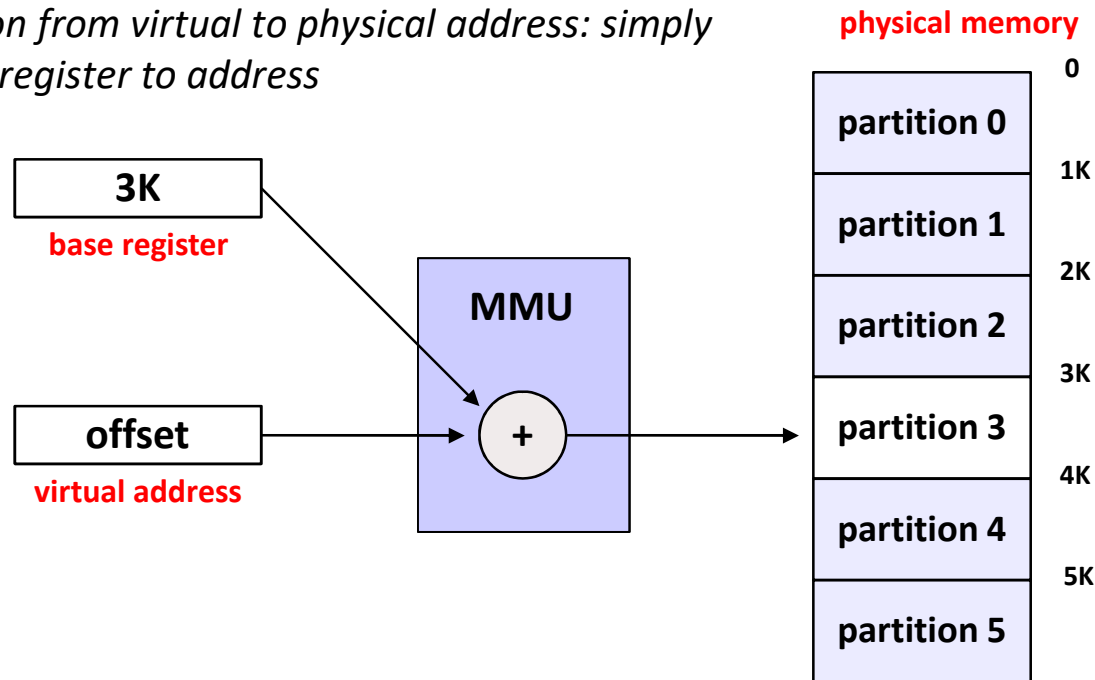 on from virtual to physical address: simply
register to address
physical memory
0
partition 0
1K
3K
base register
partition 1
2K
MMU
partition 2
3K
offset
virtual address
+
partition 3
4K
partition 4
5K
partition 5